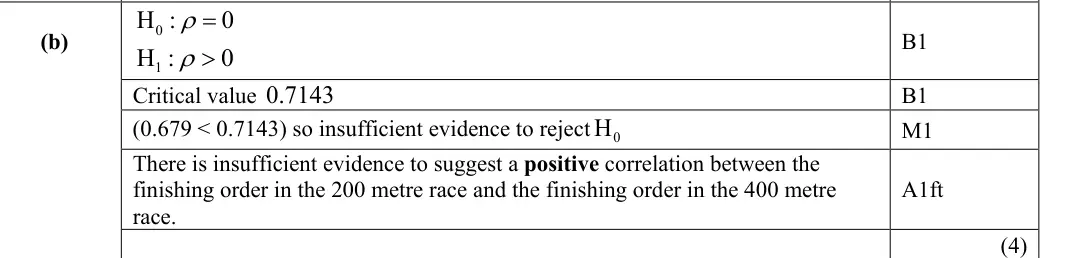 (b)
H₀ : ρ = 0
H₁ : ρ > 0
B1
Critical value 0.7143
B1
(0.679 < 0.7143) so insufficient evidence to reject H₀
M1
There is insufficient evidence to suggest a positive correlation between the
finishing order in the 200 metre race and the finishing order in the 400 metre
race.
A1ft
(4)